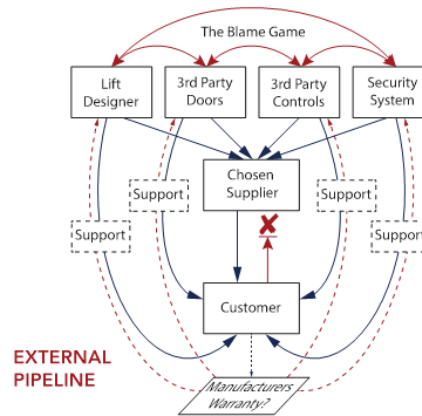 The Blame Game
Lift
Designer
3rd Party
Doors
3rd Party
Controls
Security
System
Chosen
Supplier
Support
Support
Support
Support
Customer
EXTERNAL
PIPELINE
Manufacturers
Warranty?